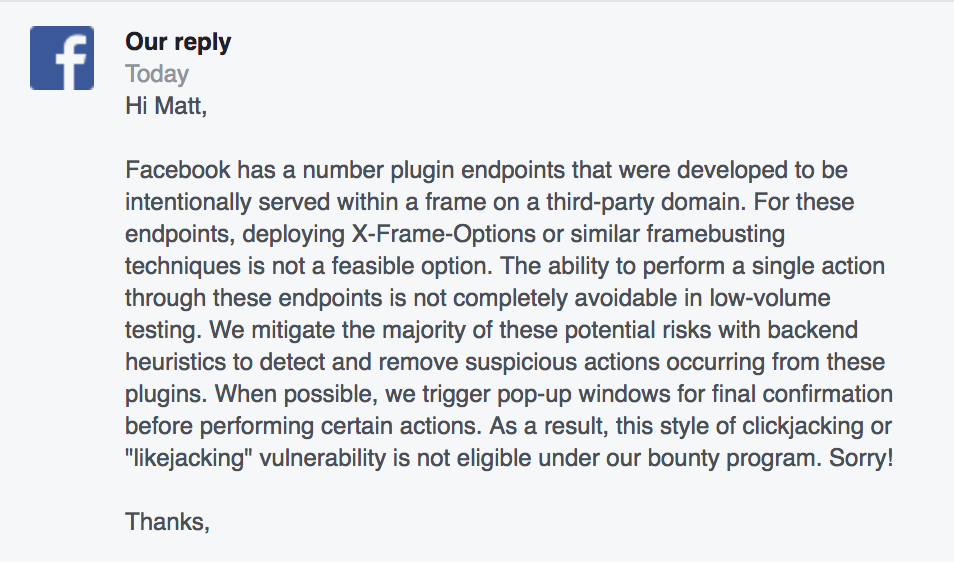 Our reply
Today
Hi Matt,
Facebook has a number plugin endpoints that were developed to be
intentionally served within a frame on a third-party domain. For these
endpoints, deploying X-Frame-Options or similar framebusting
techniques is not a feasible option. The ability to perform a single action
through these endpoints is not completely avoidable in low-volume
testing. We mitigate the majority of these potential risks with backend
heuristics to detect and remove suspicious actions occurring from these
plugins. When possible, we trigger pop-up windows for final confirmation
before performing certain actions. As a result, this style of clickjacking or
"likejacking" vulnerability is not eligible under our bounty program. Sorry!
Thanks,